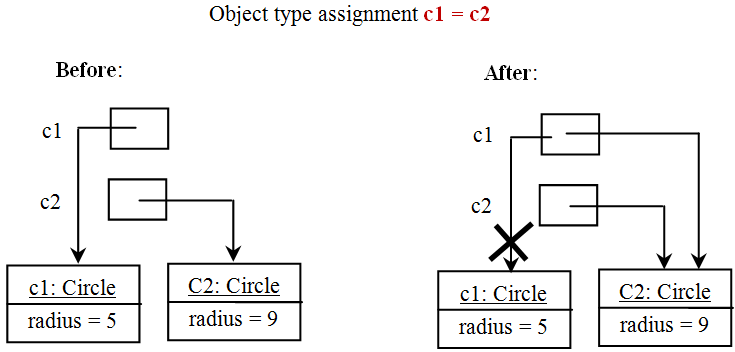 Object type assignment c1 = c2
Before:
After:
c1
c2
c1: Circle
radius = 5
C2: Circle
radius = 9
c1
c2
c1: Circle
radius = 5
C2: Circle
radius = 9